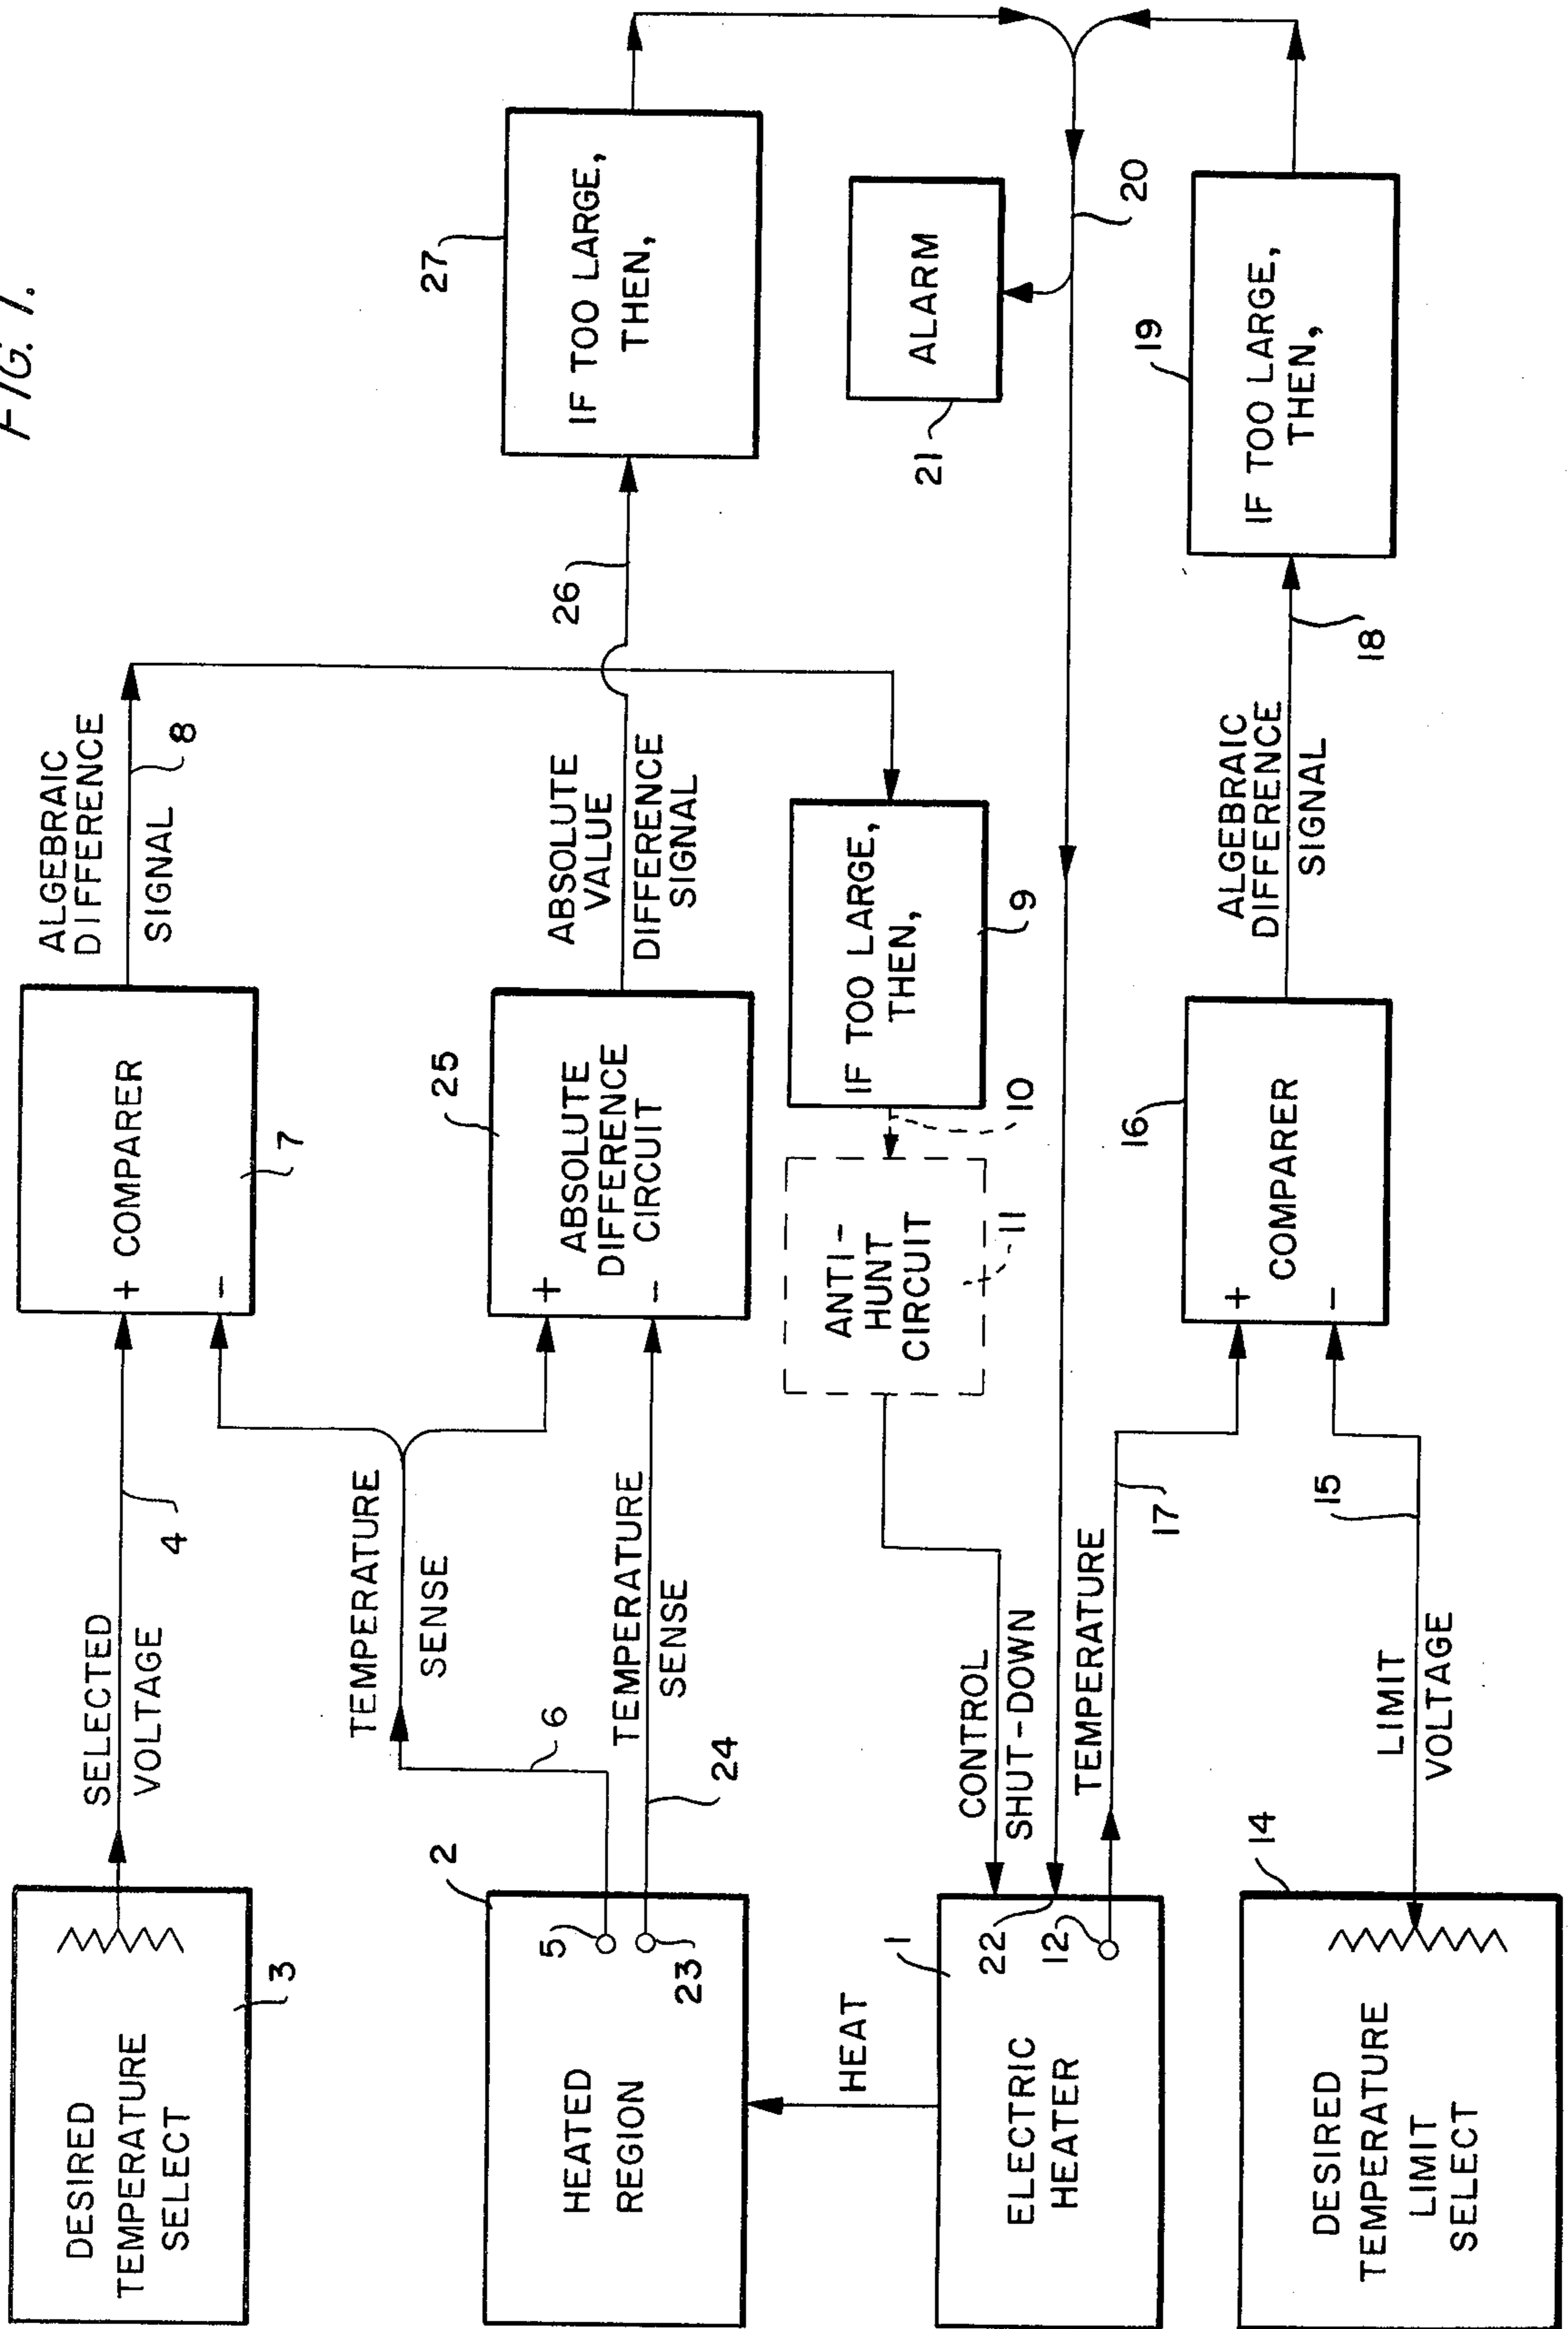 FIG. 1.
DESIRED
TEMPERATURE
SELECT
3
SELECTED
VOLTAGE
4
+ COMPARER
-
7
ALGEBRAIC
DIFFERENCE
SIGNAL
8
HEATED
REGION
2
5
23
6
TEMPERATURE
SENSE
TEMPERATURE
SENSE
24
25
+
-
ABSOLUTE
DIFFERENCE
CIRCUIT
ABSOLUTE
VALUE
DIFFERENCE
SIGNAL
26
27
IF TOO LARGE,
THEN,
HEAT
ELECTRIC
HEATER
1
22
12
CONTROL
SHUT-DOWN
TEMPERATURE
17
ANTI-
HUNT
CIRCUIT
11
10
IF TOO LARGE,
THEN,
9
ALARM
21
20
DESIRED
TEMPERATURE
LIMIT
SELECT
14
LIMIT
VOLTAGE
15
16
+
-
COMPARER
ALGEBRAIC
DIFFERENCE
SIGNAL
18
19
IF TOO LARGE,
THEN,